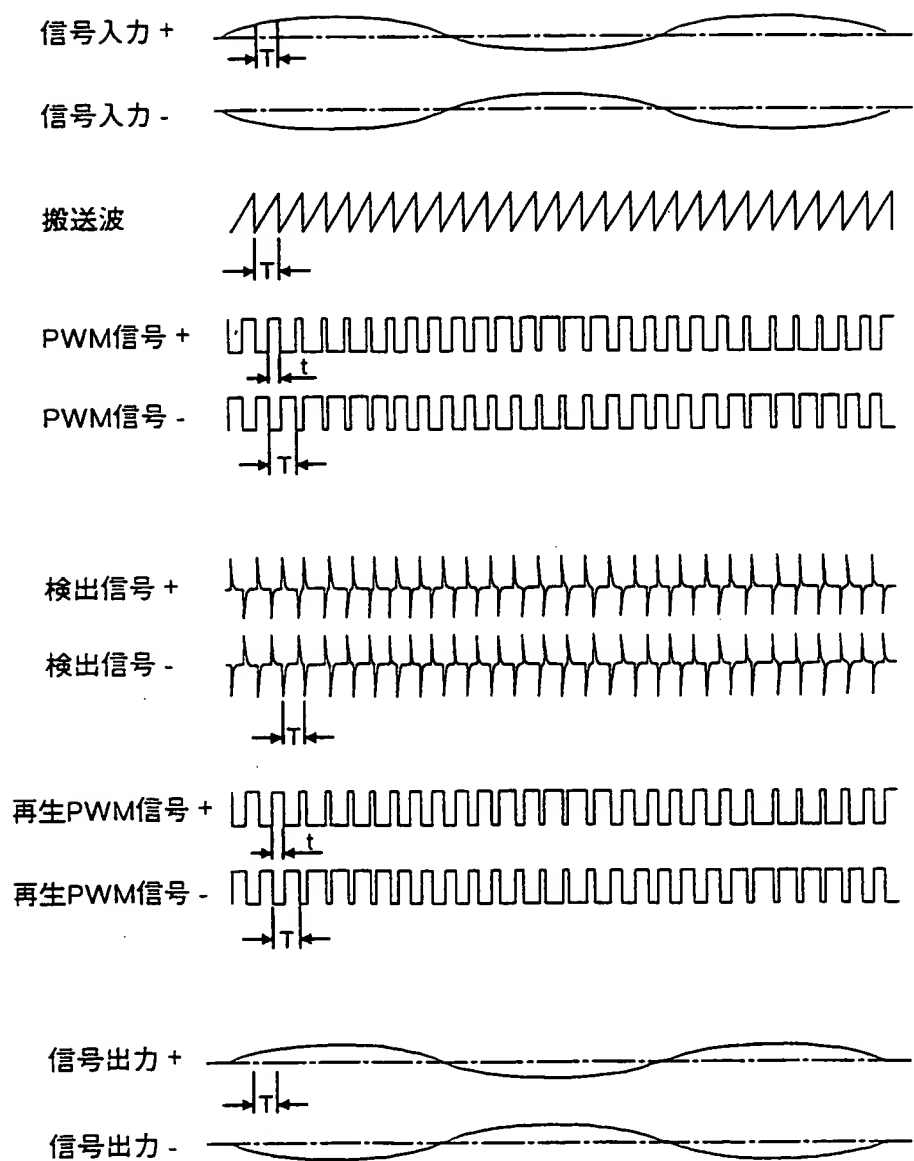 信号入力 +
T
信号入力 -
搬送波
T
PWM信号 +
t
PWM信号 -
T
検出信号 +
検出信号 -
T
再生PWM信号 +
t
再生PWM信号 -
T
信号出力 +
T
信号出力 -